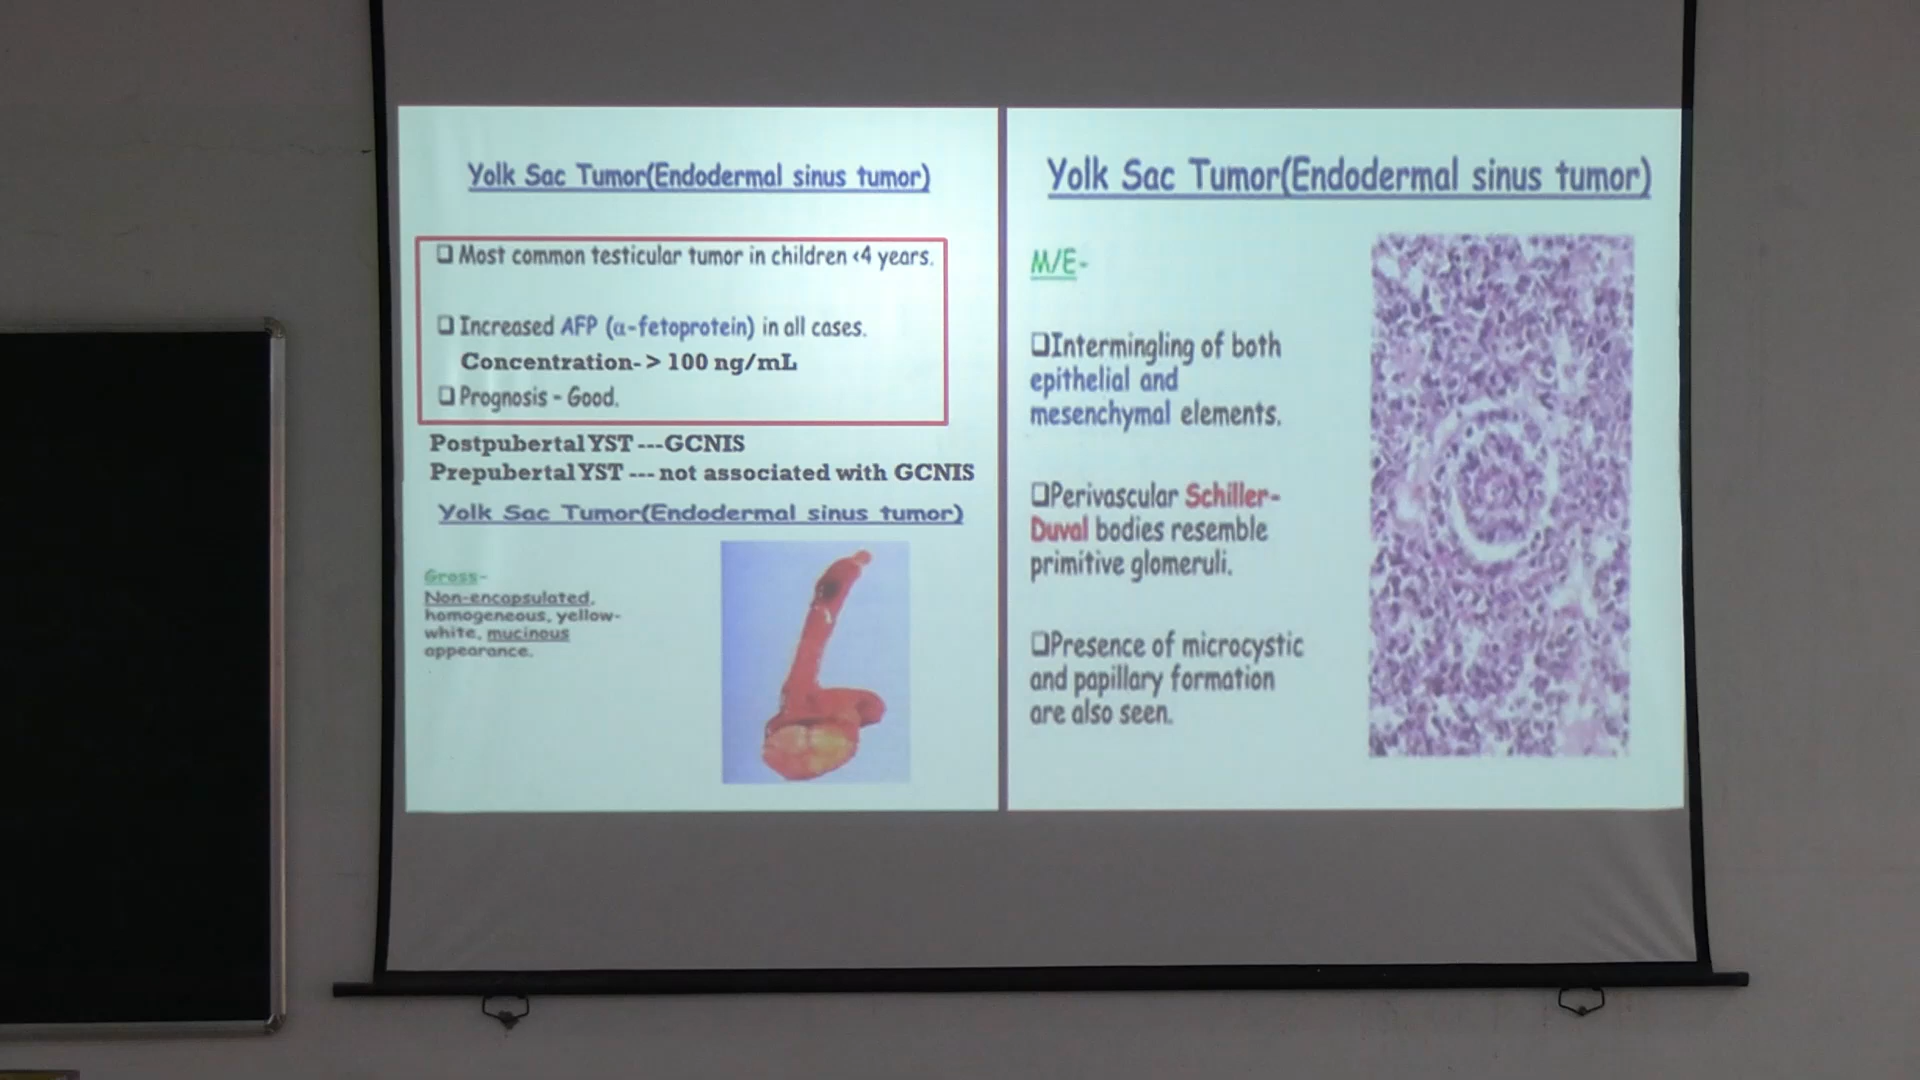 Yolk Sac Tumor(Endodermal sinus tumor)
❑ Most common testicular tumor in children <4 years.
❑ Increased AFP (α-fetoprotein) in all cases.
Concentration- > 100 ng/mL
❑ Prognosis - Good.
Postpubertal YST ---GCNIS
Prepubertal YST --- not associated with GCNIS
Yolk Sac Tumor(Endodermal sinus tumor)
Gross-
Non-encapsulated,
homogeneous, yellow-
white, mucinous
appearance.
Yolk Sac Tumor(Endodermal sinus tumor)
M/E-
❑Intermingling of both
epithelial and
mesenchymal elements.
❑Perivascular Schiller-
Duval bodies resemble
primitive glomeruli.
❑Presence of microcystic
and papillary formation
are also seen.